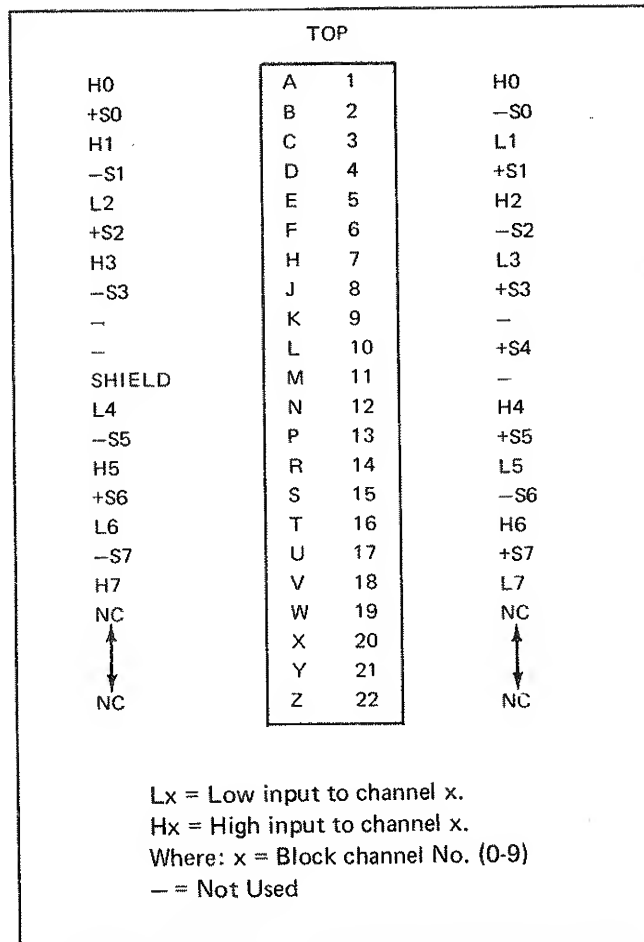 TOP
H0 A 1 H0
+S0 B 2 −S0
H1 C 3 L1
−S1 D 4 +S1
L2 E 5 H2
+S2 F 6 −S2
H3 H 7 L3
−S3 J 8 +S3
− K 9 −
− L 10 +S4
SHIELD M 11 −
L4 N 12 H4
−S5 P 13 +S5
H5 R 14 L5
+S6 S 15 −S6
L6 T 16 H6
−S7 U 17 +S7
H7 V 18 L7
NC W 19 NC
X 20
Y 21
NC Z 22 NC
Lx = Low input to channel x.
Hx = High input to channel x.
Where: x = Block channel No. (0-9)
− = Not Used